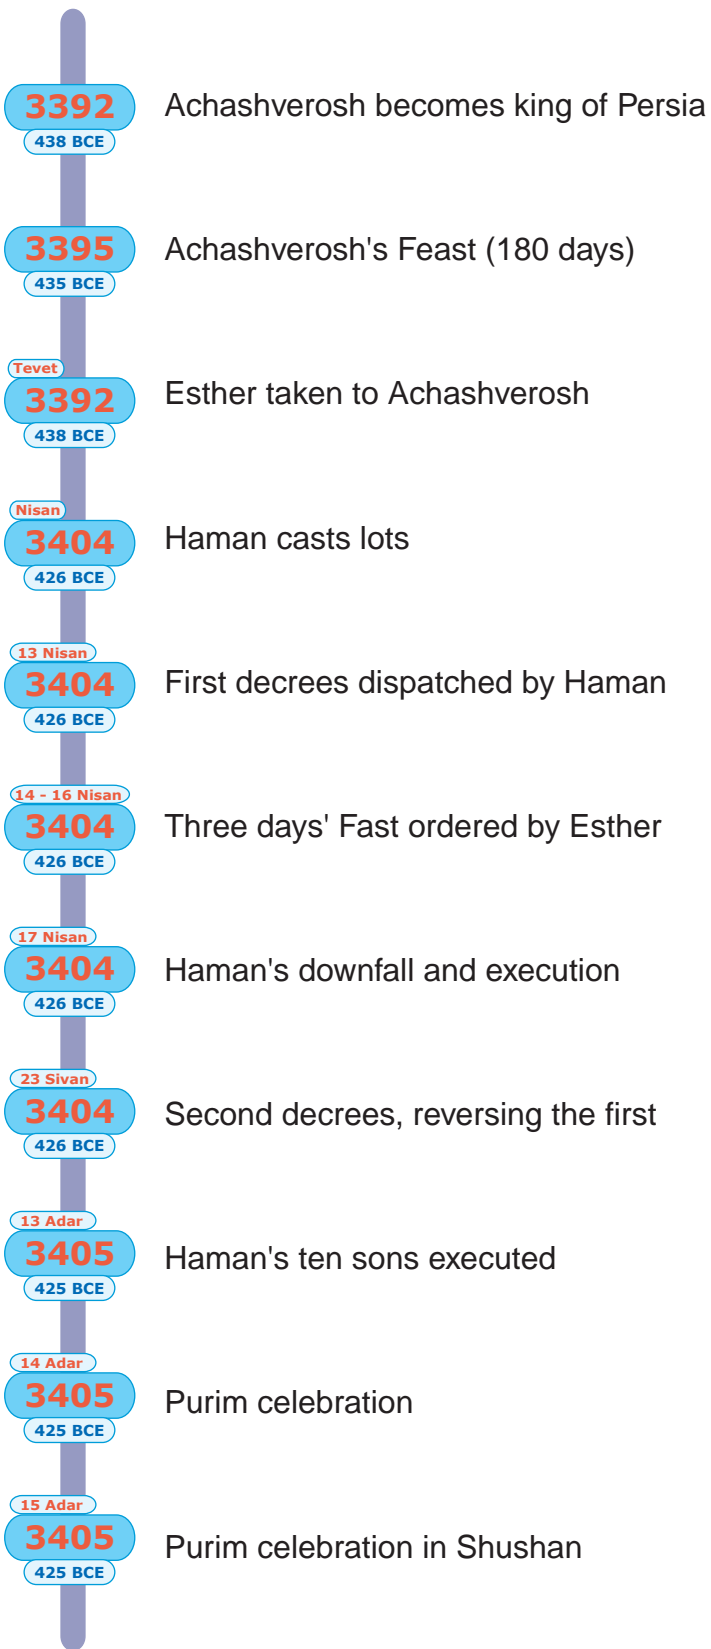 3392
438 BCE
Achashverosh becomes king of Persia
3395
435 BCE
Achashverosh's Feast (180 days)
Tevet
3392
438 BCE
Esther taken to Achashverosh
Nisan
3404
426 BCE
Haman casts lots
13 Nisan
3404
426 BCE
First decrees dispatched by Haman
14 - 16 Nisan
3404
426 BCE
Three days' Fast ordered by Esther
17 Nisan
3404
426 BCE
Haman's downfall and execution
23 Sivan
3404
426 BCE
Second decrees, reversing the first
13 Adar
3405
425 BCE
Haman's ten sons executed
14 Adar
3405
425 BCE
Purim celebration
15 Adar
3405
425 BCE
Purim celebration in Shushan